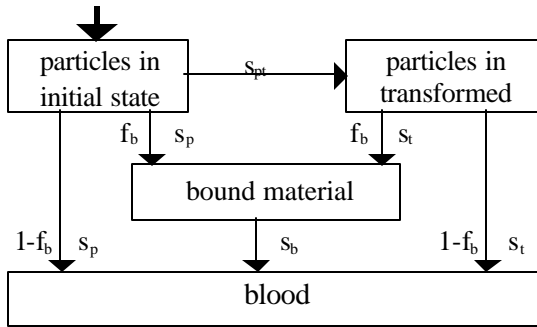 particles in
initial state
s_pt
particles in
transformed
f_b s_p
f_b s_t
bound material
1-f_b s_p
s_b
1-f_b s_t
blood